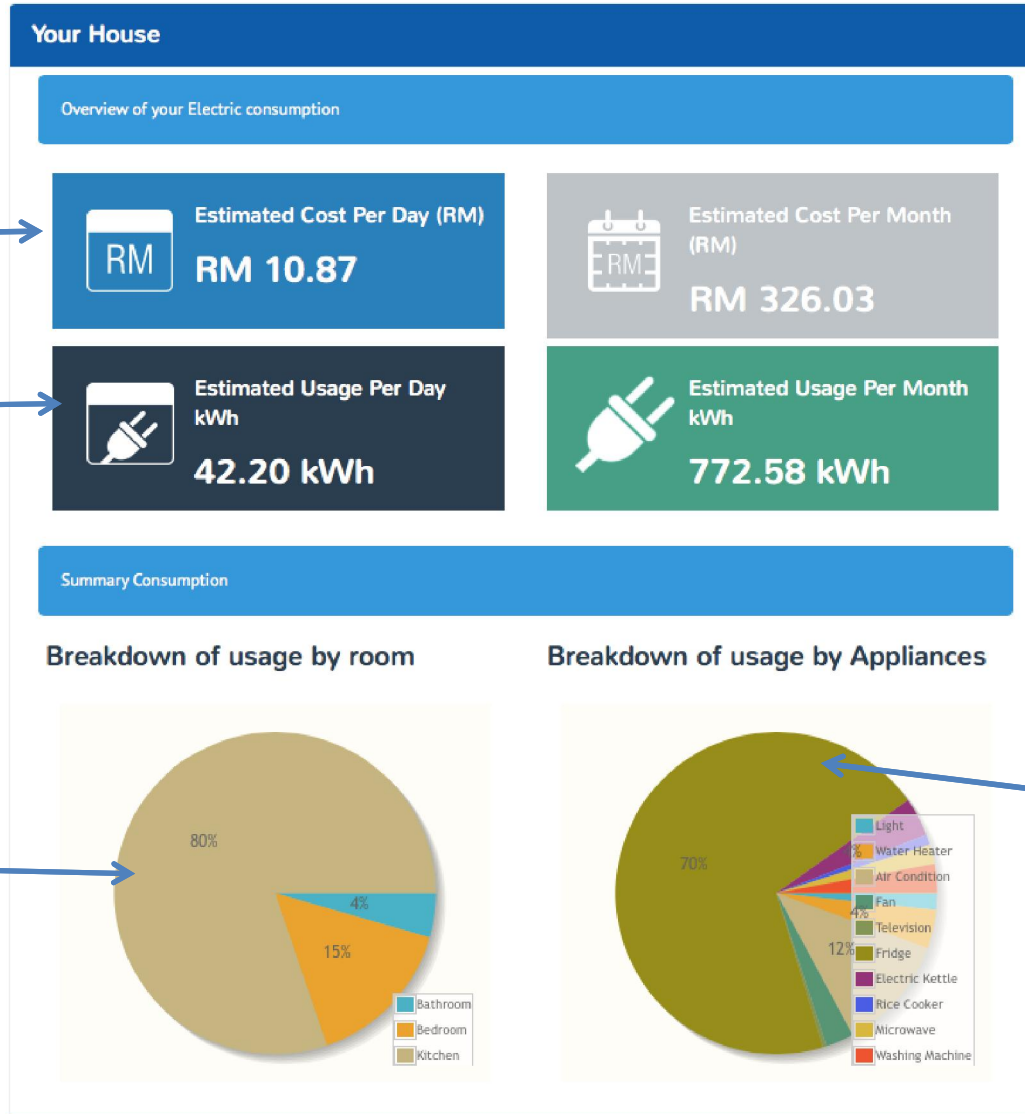 Your House
Overview of your Electric consumption
RM
Estimated Cost Per Day (RM)
RM 10.87
RM
Estimated Cost Per Month
(RM)
RM 326.03
Estimated Usage Per Day
kWh
42.20 kWh
Estimated Usage Per Month
kWh
772.58 kWh
Summary Consumption
Breakdown of usage by room
Breakdown of usage by Appliances
80%
4%
15%
Bathroom
Bedroom
Kitchen
70%
4%
12%
Light
Water Heater
Air Condition
Fan
Television
Fridge
Electric Kettle
Rice Cooker
Microwave
Washing Machine